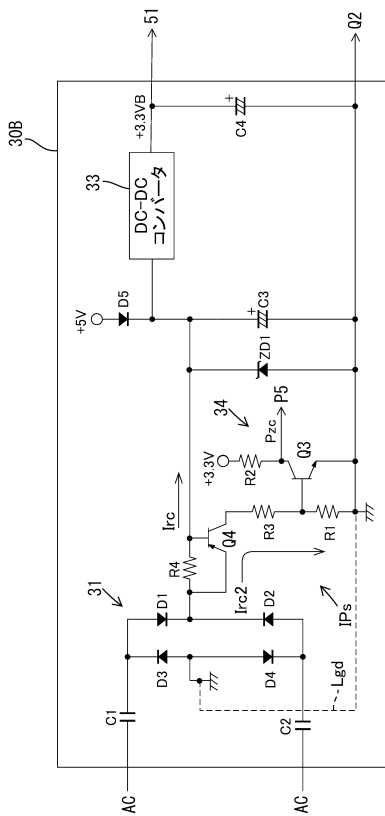 30B
33
+3.3VB
51
DC-DC
コンバータ
C4
+
Q2
+5V
D5
+
C3
ZD1
34
+3.3V
R2
Pzc
P5
Q3
Irc
R4
Q4
R3
R1
Irc2
31
D1
D2
D3
D4
IPs
Lgd
C1
C2
AC
AC